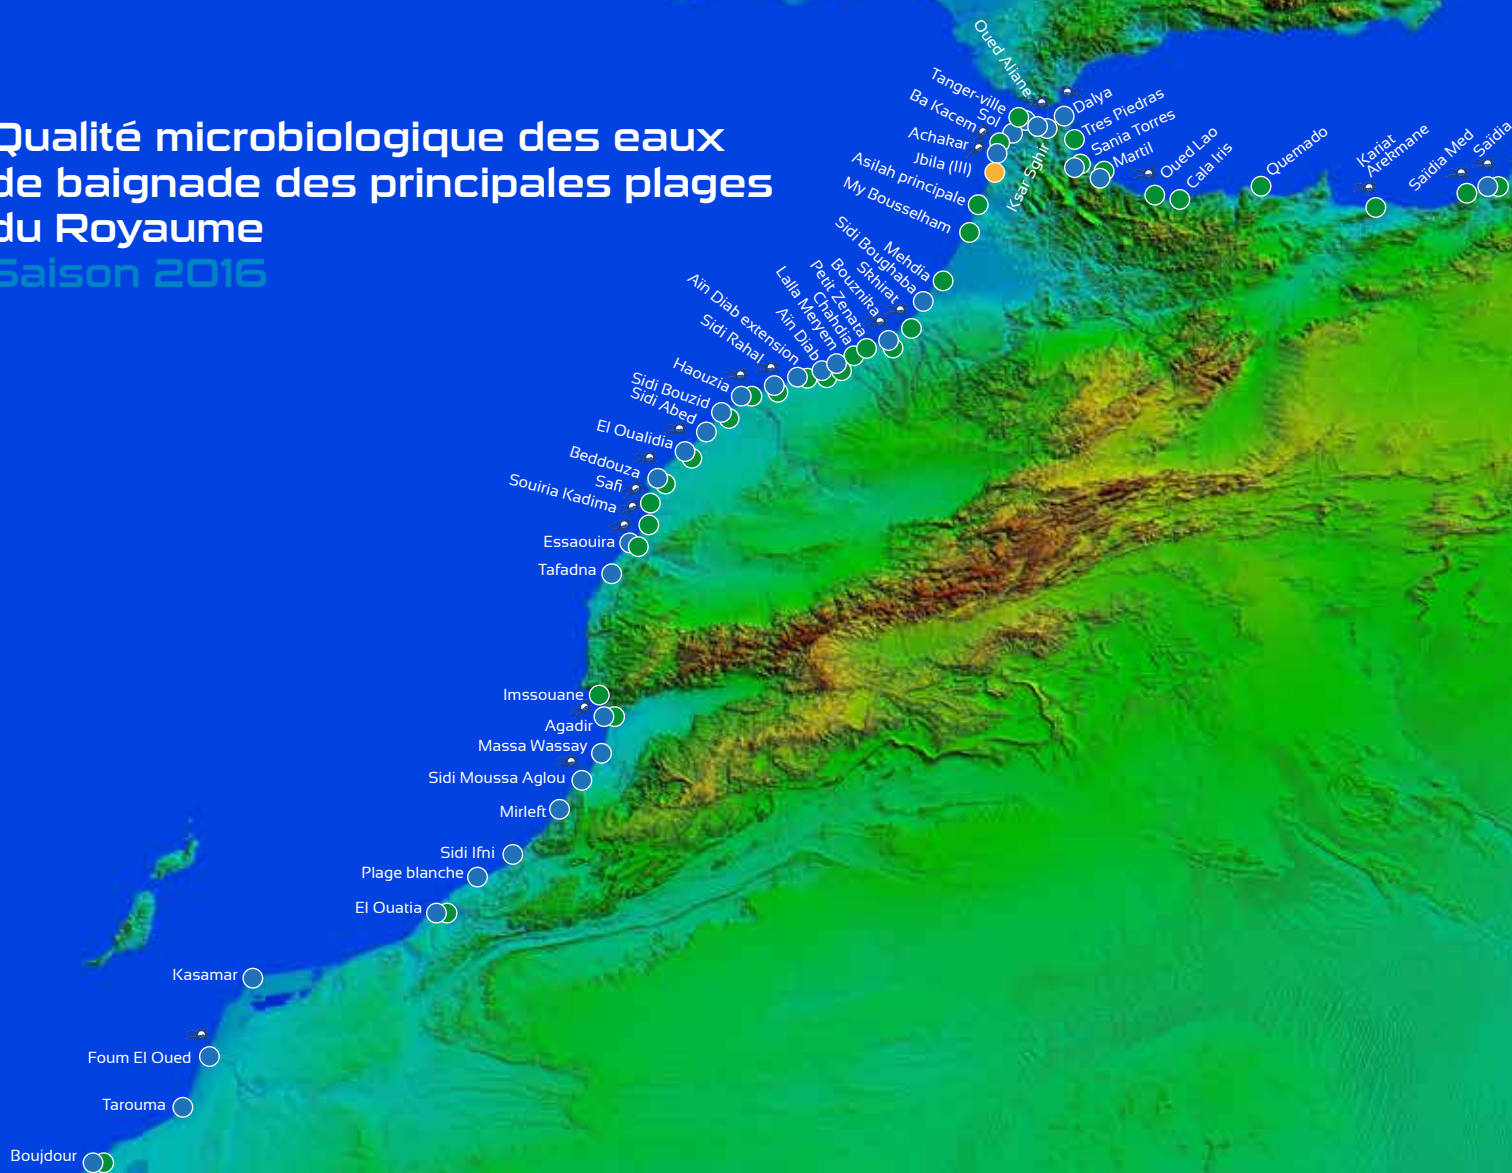 Qualité microbiologique des eaux
de baignade des principales plages
du Royaume
Saison 2016
Oued Aliane
Tanger-ville
Sol
Ba Kacem
Achakar
Jbila (III)
Asilah principale
My Bousselham
Ksar Sghir
Dalya
Tres Piedras
Sania Torres
Martil
Oued Lao
Cala Iris
Quemado
Kariat
Arekmane
Saïdia Med
Saïdia
Mehdia
Sidi Boughaba
Skhirat
Bouznika
Petit Zenata
Chahdia
Lalla Meryem
Aïn Diab
Aïn Diab extension
Sidi Rahal
Haouzia
Sidi Bouzid
Sidi Abed
El Oualidia
Beddouza
Safi
Souiria Kadima
Essaouira
Tafadna
Imssouane
Agadir
Massa Wassay
Sidi Moussa Aglou
Mirleft
Sidi Ifni
Plage blanche
El Ouatia
Kasamar
Foum El Oued
Tarouma
Boujdour